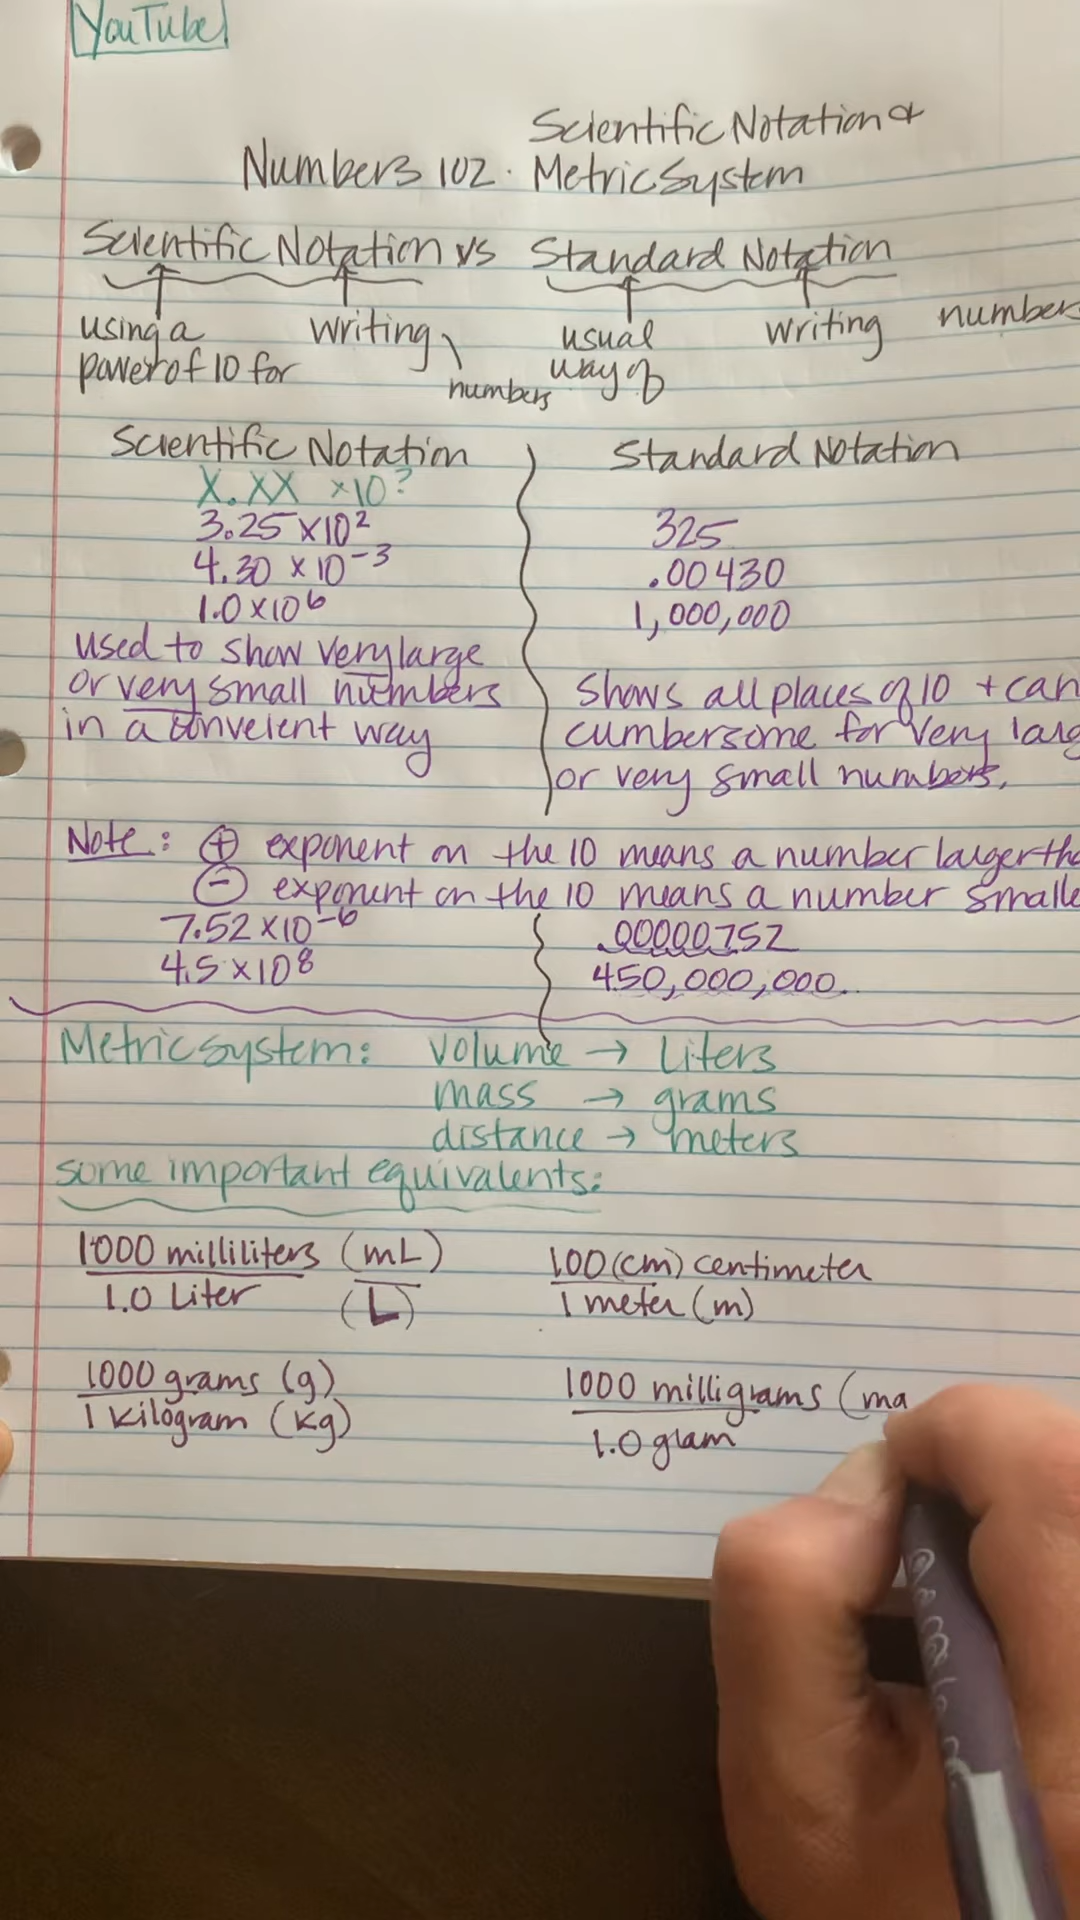 YouTube
Scientific Notation &
Numbers 102. Metric System
Scientific Notation vs Standard Notation
using a writing usual writing numbers
power of 10 for numbers way of
Scientific Notation Standard Notation
X.XX ×10?
3.25 ×10² 325
4.30 × 10⁻³ .00430
1.0 ×10⁶ 1,000,000
used to show very large
or very small numbers shows all places of 10 + can
in a conveient way cumbersome for very larg
or very small numbers.
Note: ⊕ exponent on the 10 means a number larger tha
⊖ exponent on the 10 means a number smalle
7.52 ×10⁻⁶ .00000752
4.5 ×10⁸ 450,000,000.
Metric system: volume → Liters
mass → grams
distance → meters
some important equivalents:
1000 milliliters (mL) 100 (cm) centimeter
1.0 Liter (L) 1 meter (m)
1000 grams (g) 1000 milligrams (mg
1 kilogram (kg) 1.0 gram